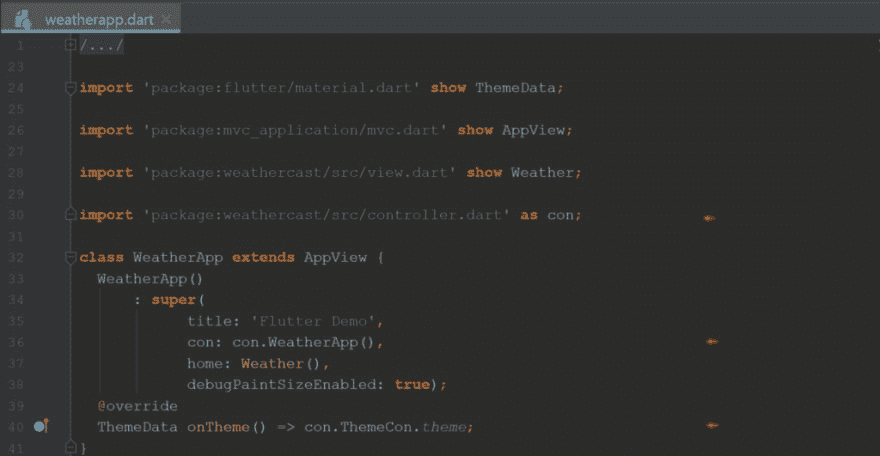 weatherapp.dart
1 /.../
23
24 import 'package:flutter/material.dart' show ThemeData;
25
26 import 'package:mvc_application/mvc.dart' show AppView;
27
28 import 'package:weathercast/src/view.dart' show Weather;
29
30 import 'package:weathercast/src/controller.dart' as con;
31
32 class WeatherApp extends AppView {
33 WeatherApp()
34 : super(
35 title: 'Flutter Demo',
36 con: con.WeatherApp(),
37 home: Weather(),
38 debugPaintSizeEnabled: true);
39 @override
40 ThemeData onTheme() => con.ThemeCon.theme;
41 }